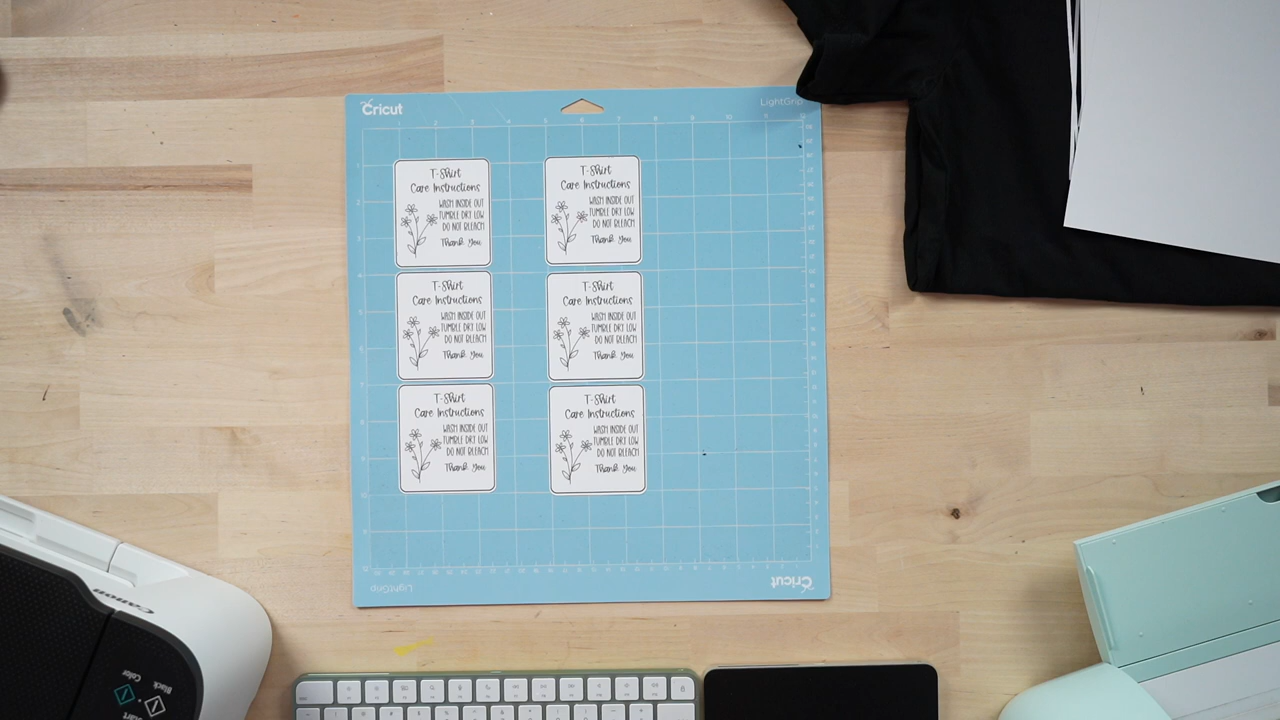 Cricut
LightGrip
T-Shirt
Care Instructions
WASH INSIDE OUT
TUMBLE DRY LOW
DO NOT BLEACH
Thank You
T-Shirt
Care Instructions
WASH INSIDE OUT
TUMBLE DRY LOW
DO NOT BLEACH
Thank You
T-Shirt
Care Instructions
WASH INSIDE OUT
TUMBLE DRY LOW
DO NOT BLEACH
Thank You
T-Shirt
Care Instructions
WASH INSIDE OUT
TUMBLE DRY LOW
DO NOT BLEACH
Thank You
T-Shirt
Care Instructions
WASH INSIDE OUT
TUMBLE DRY LOW
DO NOT BLEACH
Thank You
T-Shirt
Care Instructions
WASH INSIDE OUT
TUMBLE DRY LOW
DO NOT BLEACH
Thank You
LightGrip
Cricut
Canon
Color
Black